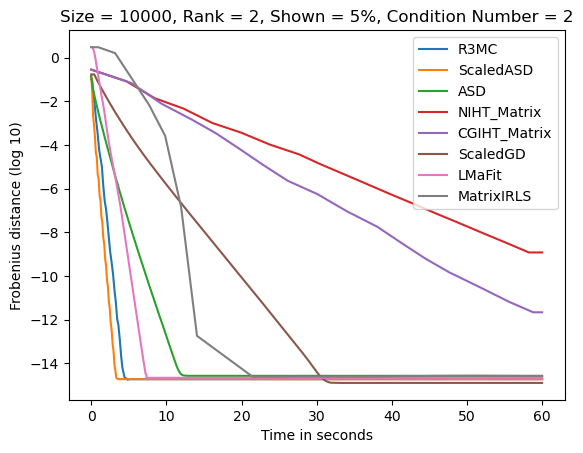 Size = 10000, Rank = 2, Shown = 5%, Condition Number = 2
R3MC
ScaledASD
ASD
NIHT_Matrix
CGIHT_Matrix
ScaledGD
LMaFit
MatrixIRLS
Frobenius distance (log 10)
0
−2
−4
−6
−8
−10
−12
−14
0 10 20 30 40 50 60
Time in seconds